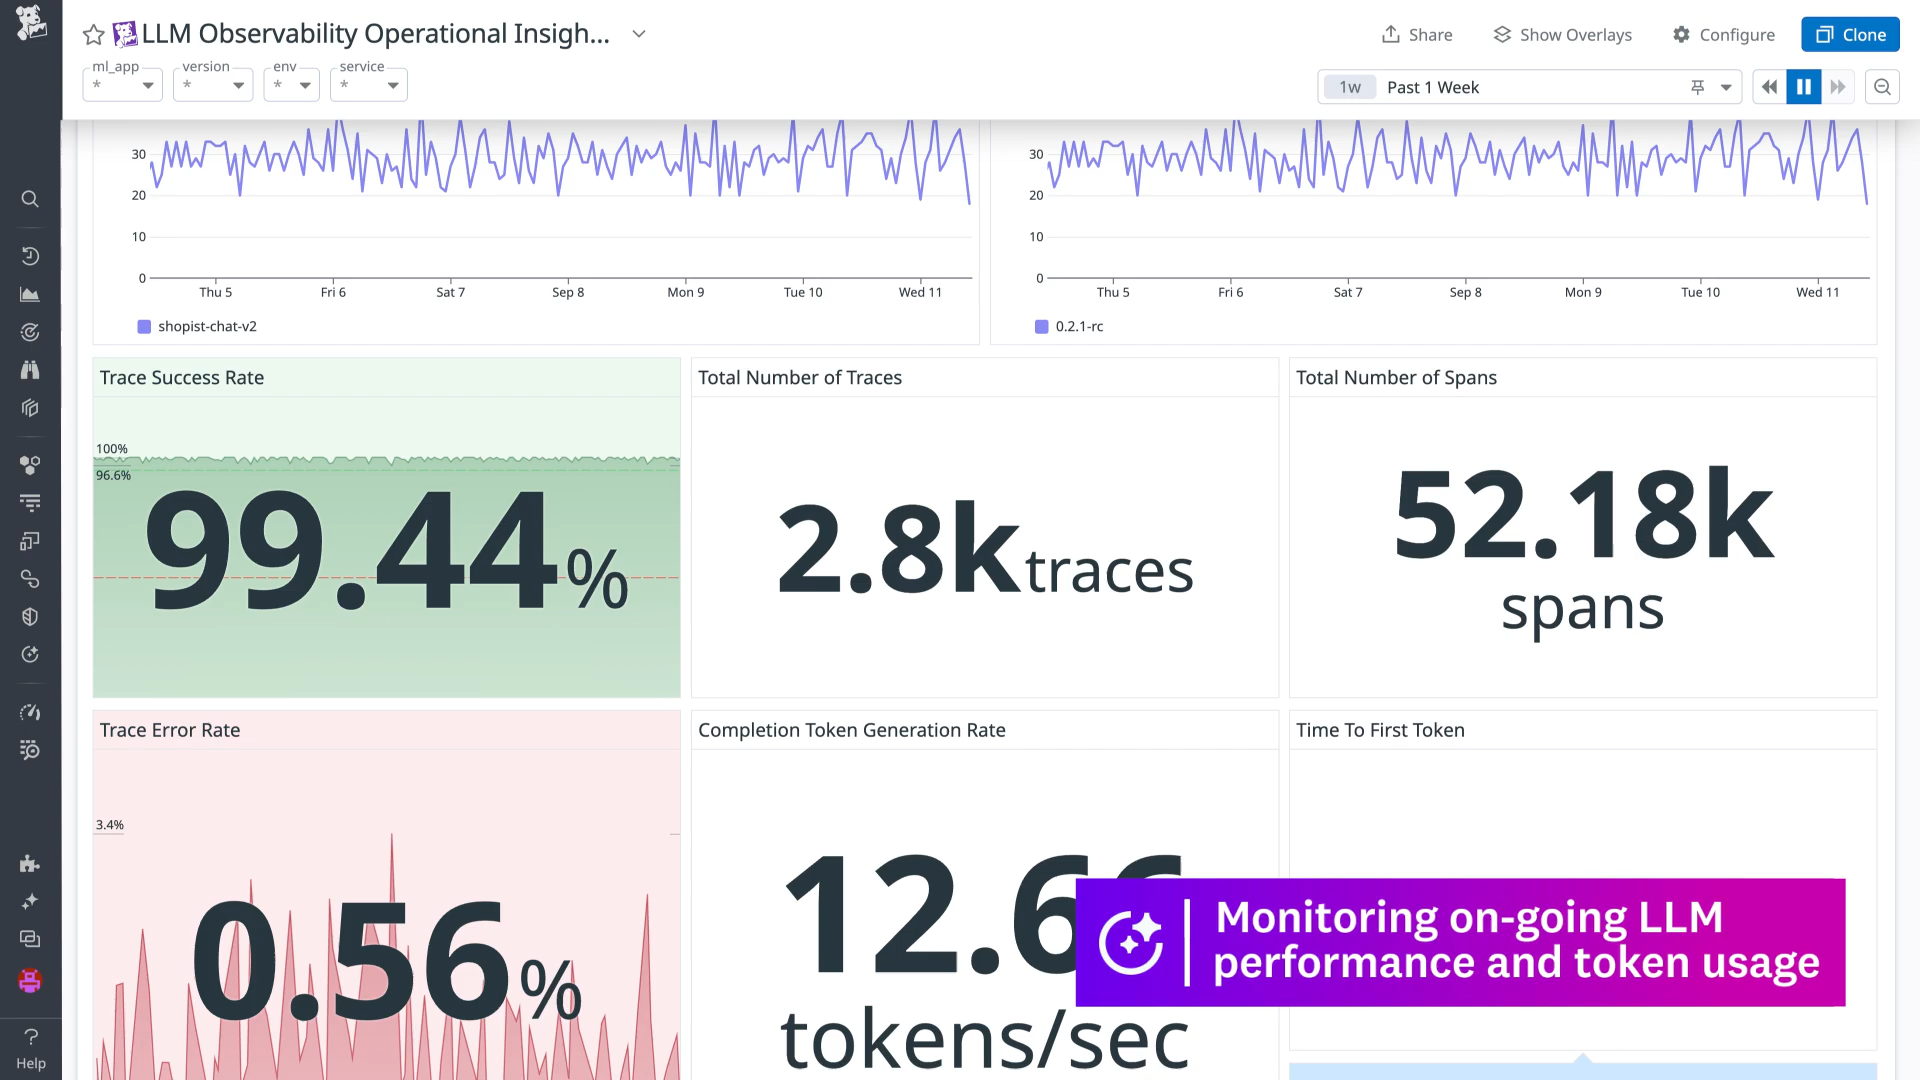 LLM Observability Operational Insigh...
Share
Show Overlays
Configure
Clone
ml_app
*
version
*
env
*
service
*
1w
Past 1 Week
30
20
10
0
Thu 5
Fri 6
Sat 7
Sep 8
Mon 9
Tue 10
Wed 11
shopist-chat-v2
30
20
10
0
Thu 5
Fri 6
Sat 7
Sep 8
Mon 9
Tue 10
Wed 11
0.2.1-rc
Trace Success Rate
100%
96.6%
99.44%
Total Number of Traces
2.8k traces
Total Number of Spans
52.18k
spans
Trace Error Rate
3.4%
0.56%
Completion Token Generation Rate
12.66
tokens/sec
Time To First Token
Monitoring on-going LLM
performance and token usage
Help